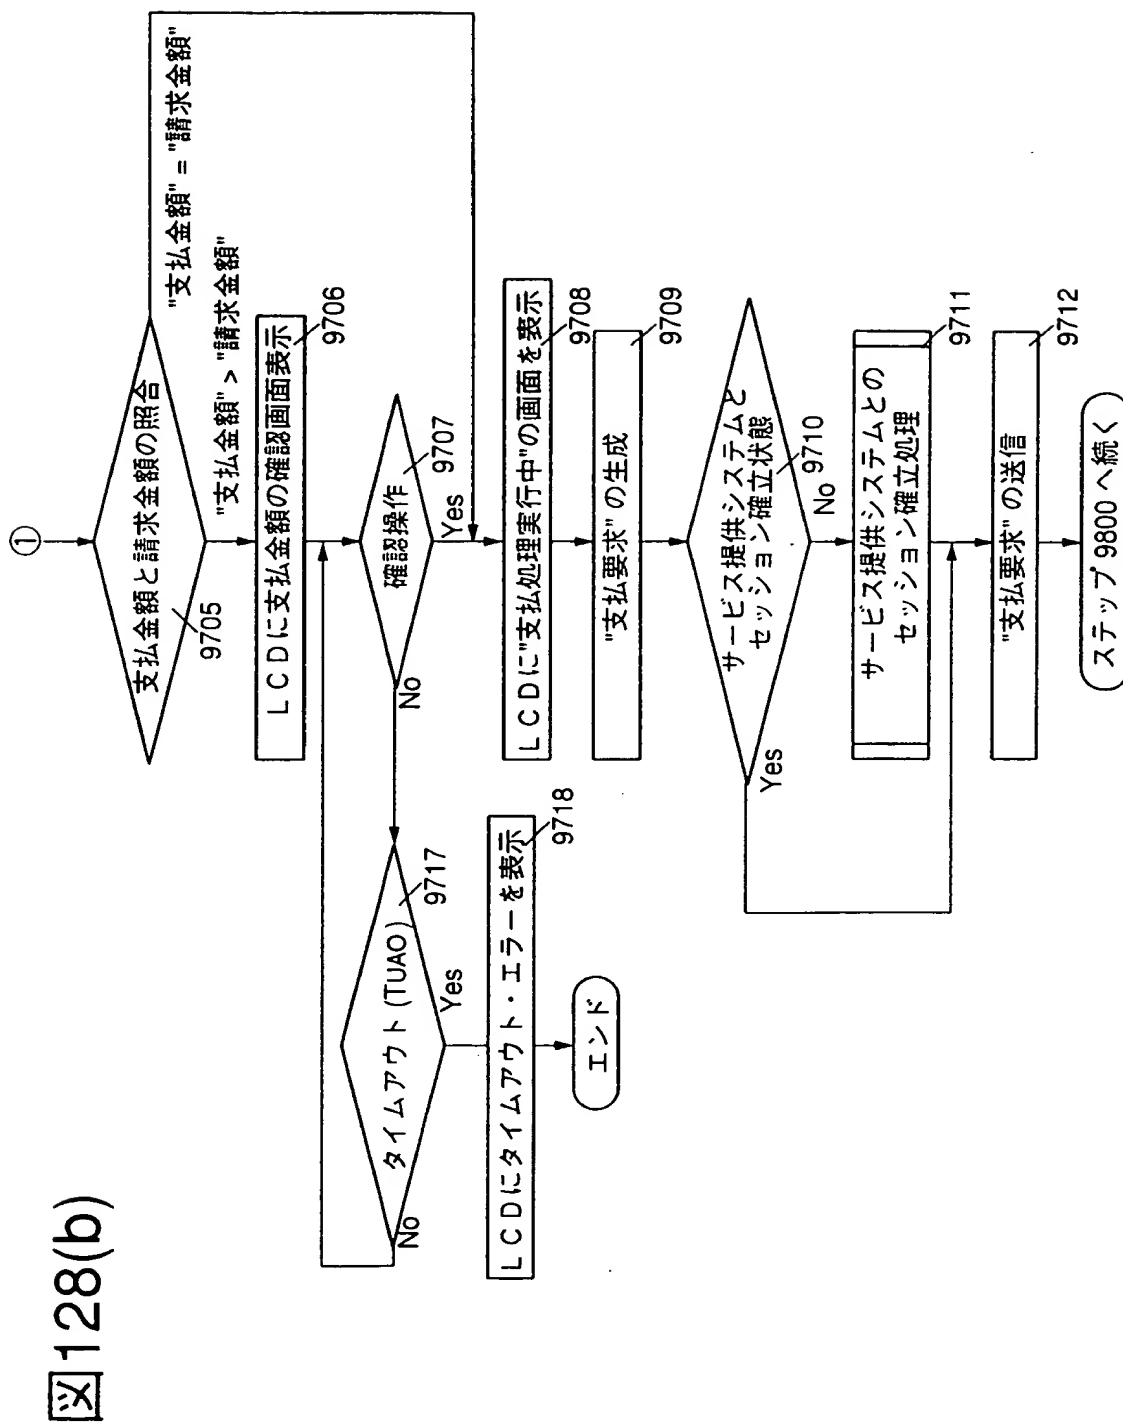 図128(b)
①
支払金額と請求金額の照合
9705
"支払金額" = "請求金額"
"支払金額" > "請求金額"
LCDに支払金額の確認画面表示
9706
確認操作
9707
Yes
No
タイムアウト(TUAO)
9717
No
Yes
LCDにタイムアウト・エラーを表示
9718
エンド
LCDに"支払処理実行中"の画面を表示
9708
"支払要求" の生成
9709
サービス提供システムと
セッション確立状態
9710
Yes
No
サービス提供システムとの
セッション確立処理
9711
"支払要求" の送信
9712
ステップ 9800 へ続く